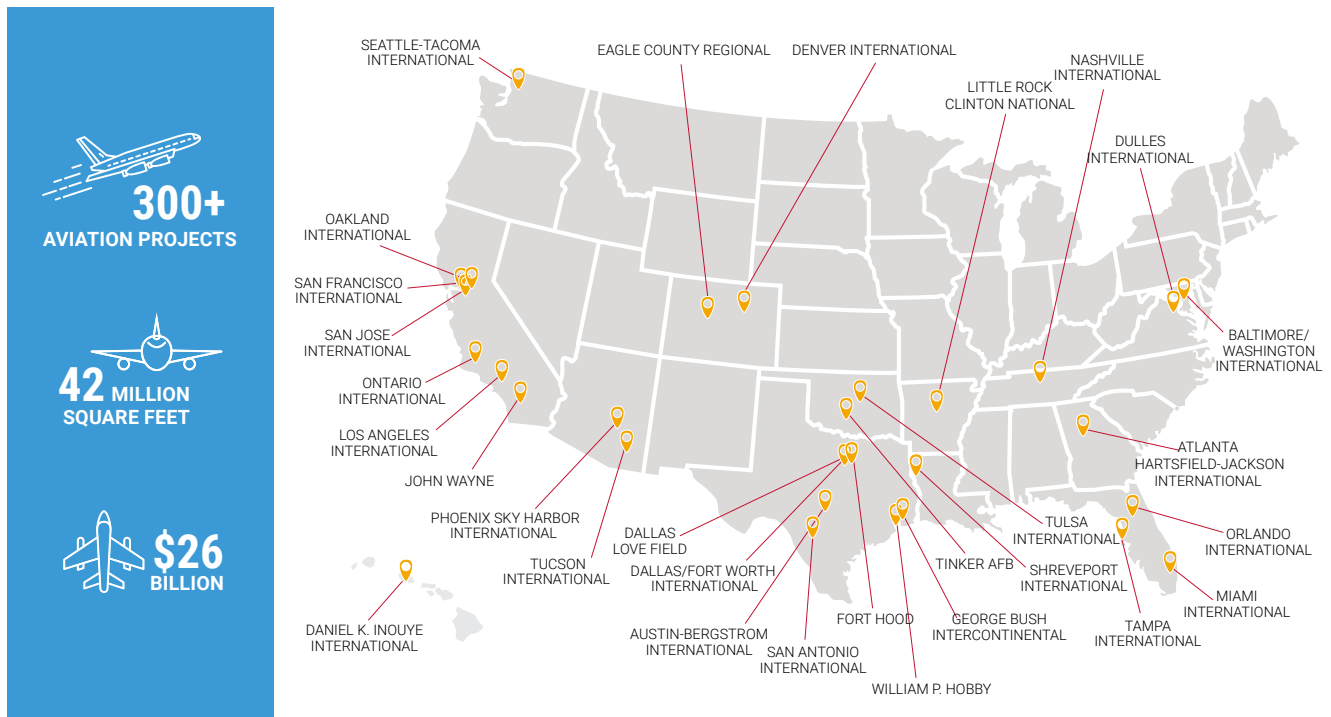 300+
AVIATION PROJECTS
42 MILLION
SQUARE FEET
$26
BILLION
SEATTLE-TACOMA
INTERNATIONAL
EAGLE COUNTY REGIONAL
DENVER INTERNATIONAL
NASHVILLE
INTERNATIONAL
LITTLE ROCK
CLINTON NATIONAL
DULLES
INTERNATIONAL
OAKLAND
INTERNATIONAL
SAN FRANCISCO
INTERNATIONAL
SAN JOSE
INTERNATIONAL
BALTIMORE/
WASHINGTON
INTERNATIONAL
ONTARIO
INTERNATIONAL
LOS ANGELES
INTERNATIONAL
JOHN WAYNE
ATLANTA
HARTSFIELD-JACKSON
INTERNATIONAL
PHOENIX SKY HARBOR
INTERNATIONAL
TUCSON
INTERNATIONAL
DALLAS
LOVE FIELD
DALLAS/FORT WORTH
INTERNATIONAL
TULSA
INTERNATIONAL
TINKER AFB
SHREVEPORT
INTERNATIONAL
ORLANDO
INTERNATIONAL
MIAMI
INTERNATIONAL
TAMPA
INTERNATIONAL
DANIEL K. INOUYE
INTERNATIONAL
AUSTIN-BERGSTROM
INTERNATIONAL
SAN ANTONIO
INTERNATIONAL
FORT HOOD
GEORGE BUSH
INTERCONTINENTAL
WILLIAM P. HOBBY